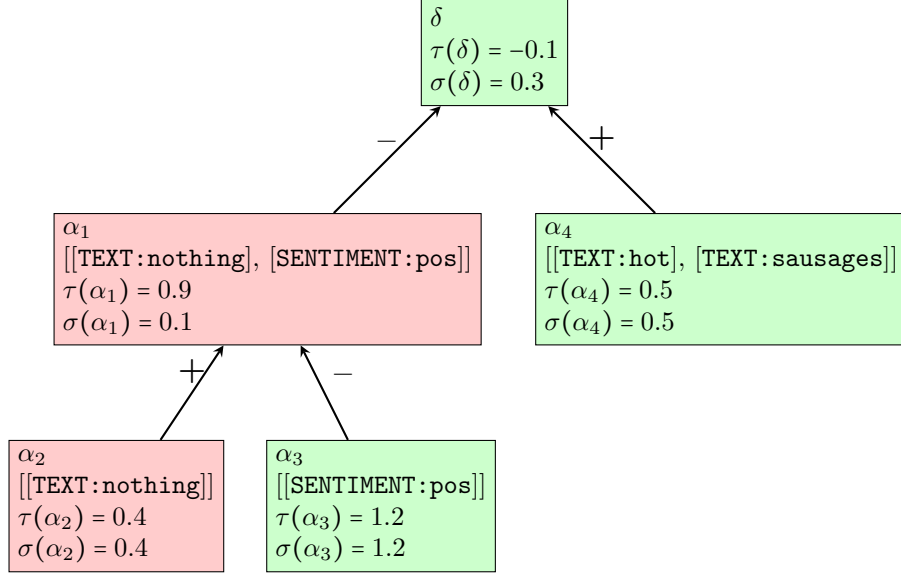 δ
τ(δ) = −0.1
σ(δ) = 0.3
−
+
α₁
[[TEXT:nothing], [SENTIMENT:pos]]
τ(α₁) = 0.9
σ(α₁) = 0.1
α₄
[[TEXT:hot], [TEXT:sausages]]
τ(α₄) = 0.5
σ(α₄) = 0.5
+
−
α₂
[[TEXT:nothing]]
τ(α₂) = 0.4
σ(α₂) = 0.4
α₃
[[SENTIMENT:pos]]
τ(α₃) = 1.2
σ(α₃) = 1.2